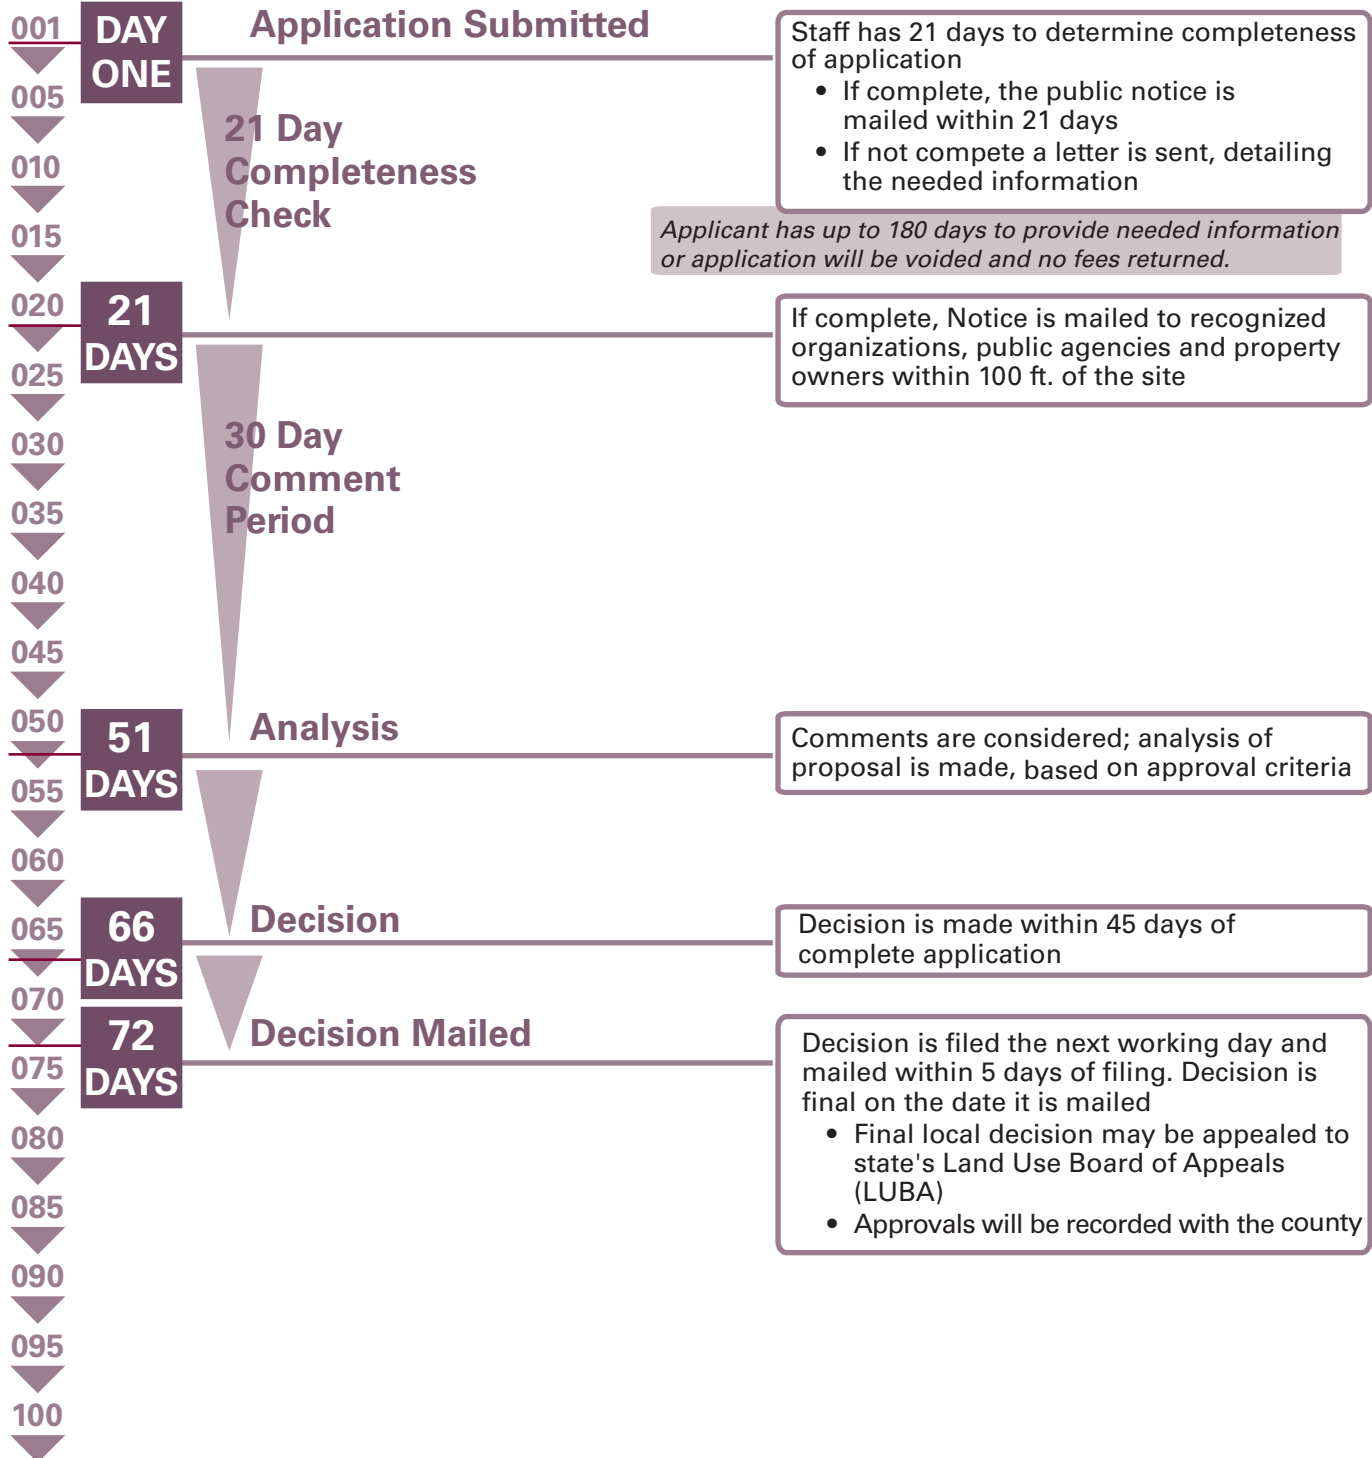 001
DAY
ONE
Application Submitted
Staff has 21 days to determine completeness
of application
• If complete, the public notice is
mailed within 21 days
• If not compete a letter is sent, detailing
the needed information
005
21 Day
Completeness
Check
010
015
Applicant has up to 180 days to provide needed information
or application will be voided and no fees returned.
020
21
DAYS
If complete, Notice is mailed to recognized
organizations, public agencies and property
owners within 100 ft. of the site
025
030
30 Day
Comment
Period
035
040
045
050
51
DAYS
Analysis
Comments are considered; analysis of
proposal is made, based on approval criteria
055
060
065
66
DAYS
Decision
Decision is made within 45 days of
complete application
070
72
DAYS
Decision Mailed
Decision is filed the next working day and
mailed within 5 days of filing. Decision is
final on the date it is mailed
• Final local decision may be appealed to
state's Land Use Board of Appeals
(LUBA)
• Approvals will be recorded with the county
075
080
085
090
095
100